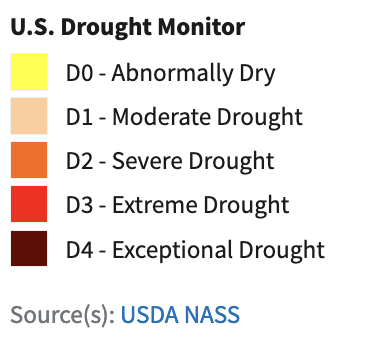 U.S. Drought Monitor
D0 - Abnormally Dry
D1 - Moderate Drought
D2 - Severe Drought
D3 - Extreme Drought
D4 - Exceptional Drought
Source(s): USDA NASS